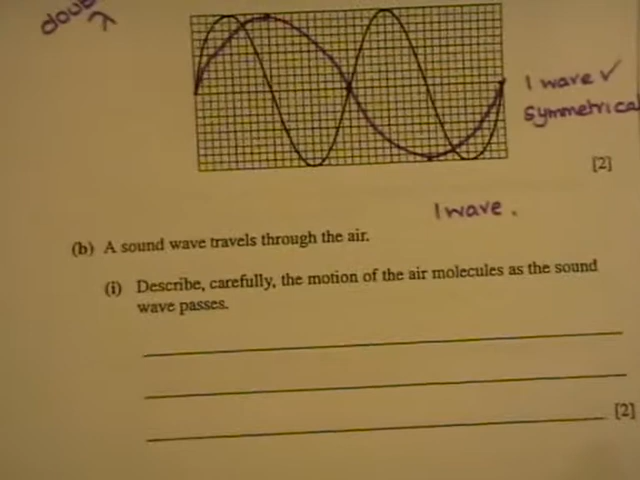 doub
λ
1 wave ✓
Symmetrical
[2]
1 wave .
(b) A sound wave travels through the air.
(i) Describe, carefully, the motion of the air molecules as the sound
wave passes.
[2]